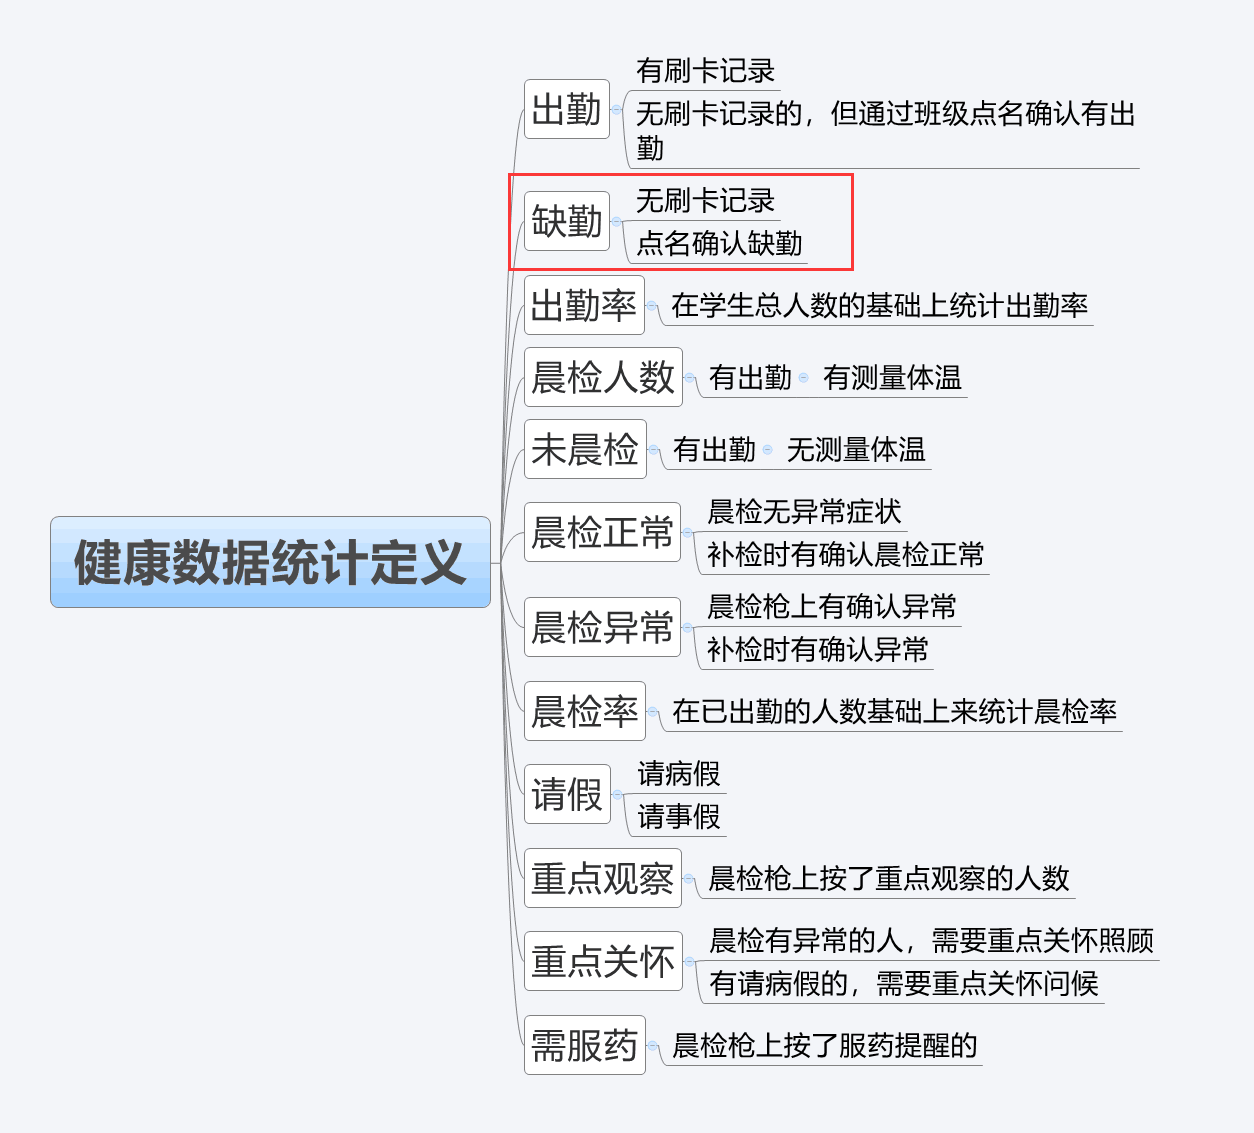 健康数据统计定义
出勤
有刷卡记录
无刷卡记录的，但通过班级点名确认有出
勤
缺勤
无刷卡记录
点名确认缺勤
出勤率
在学生总人数的基础上统计出勤率
晨检人数
有出勤
有测量体温
未晨检
有出勤
无测量体温
晨检正常
晨检无异常症状
补检时有确认晨检正常
晨检异常
晨检枪上有确认异常
补检时有确认异常
晨检率
在已出勤的人数基础上来统计晨检率
请假
请病假
请事假
重点观察
晨检枪上按了重点观察的人数
重点关怀
晨检有异常的人，需要重点关怀照顾
有请病假的，需要重点关怀问候
需服药
晨检枪上按了服药提醒的